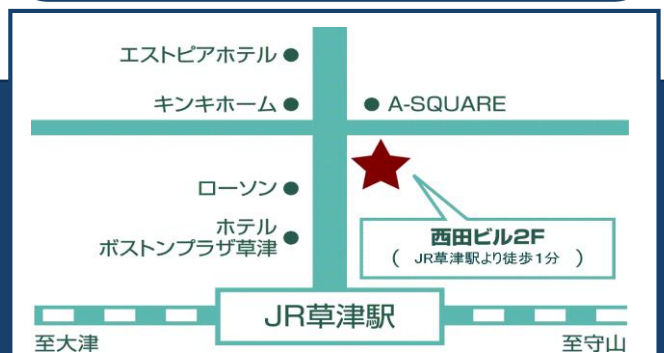 エストピアホテル
キンキホーム
A-SQUARE
ローソン
ホテル
ボストンプラザ草津
西田ビル2F
( JR草津駅より徒歩1分 )
JR草津駅
至大津
至守山